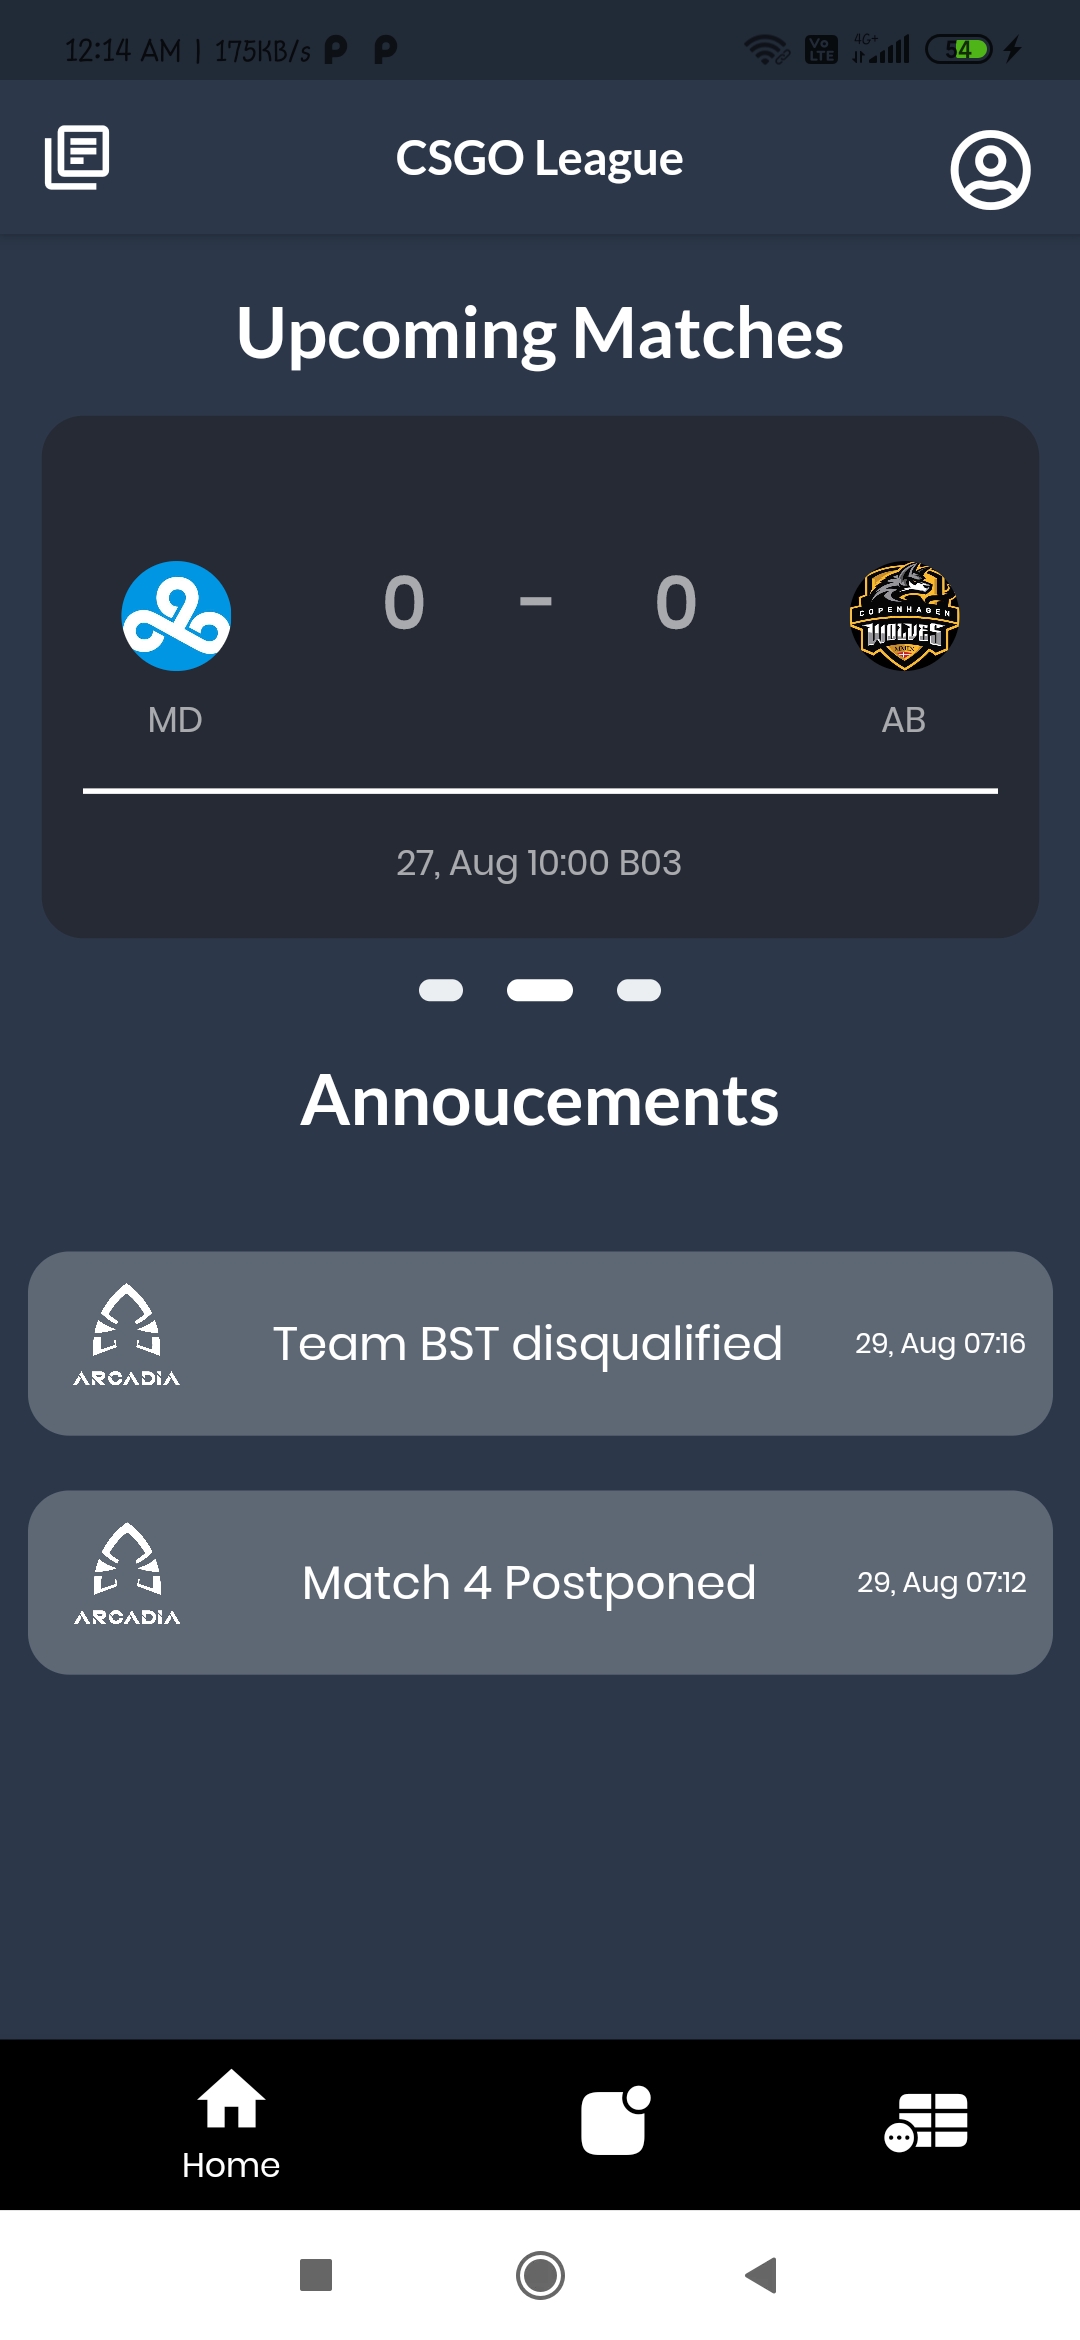 12:14 AM | 175KB/s
Vo LTE
4G+
54
CSGO League
Upcoming Matches
0 - 0
COPENHAGEN
WOLVES
MD
AB
27, Aug 10:00 B03
Annoucements
Team BST disqualified
29, Aug 07:16
ARCADIA
Match 4 Postponed
29, Aug 07:12
ARCADIA
Home